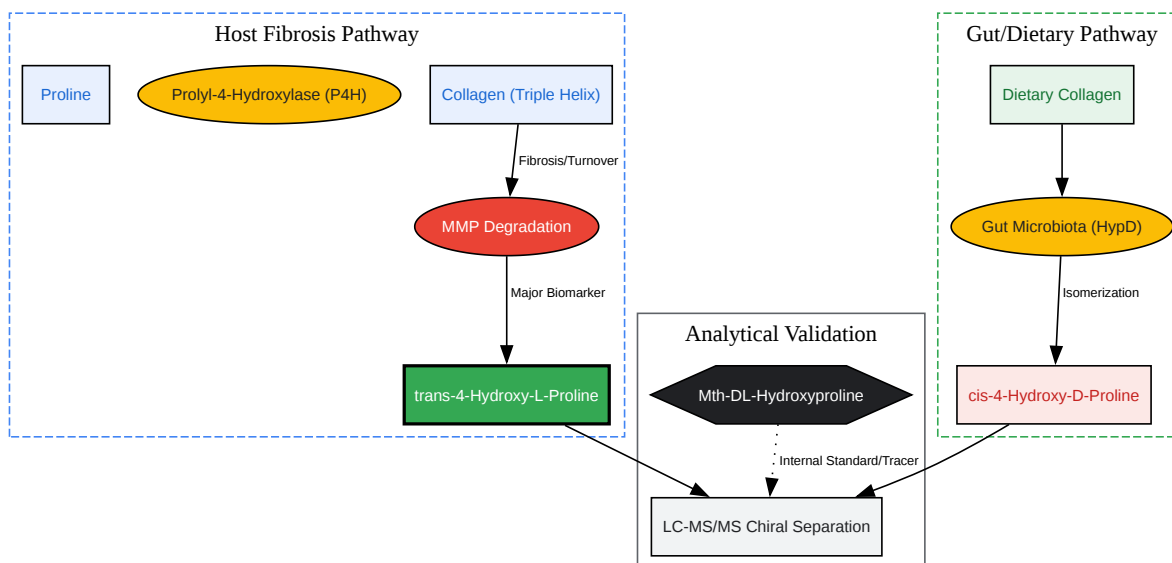 Host Fibrosis Pathway
Gut/Dietary Pathway
Proline
Prolyl-4-Hydroxylase (P4H)
Collagen (Triple Helix)
Dietary Collagen
Fibrosis/Turnover
MMP Degradation
Gut Microbiota (HypD)
Major Biomarker
Isomerization
Analytical Validation
trans-4-Hydroxy-L-Proline
Mth-DL-Hydroxyproline
cis-4-Hydroxy-D-Proline
Internal Standard/Tracer
LC-MS/MS Chiral Separation